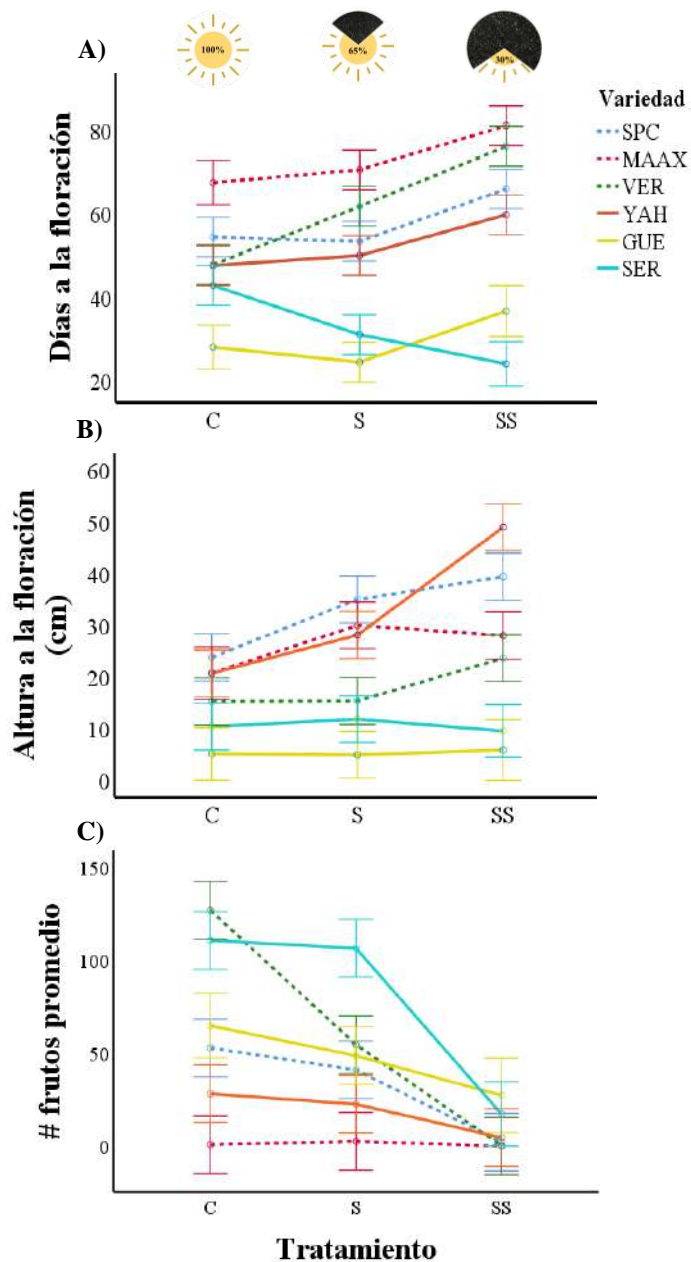 A)
100%
65%
30%
Días a la floración
80
60
40
20
C S SS
Variedad
SPC
MAAX
VER
YAH
GUE
SER
B)
Altura a la floración
(cm)
60
50
40
30
20
10
0
C S SS
C)
# frutos promedio
150
100
50
0
C S SS
Tratamiento